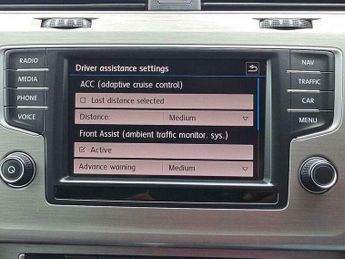 RADIO
MEDIA
PHONE
VOICE
Driver assistance settings
ACC (adaptive cruise control)
Last distance selected
Distance: Medium
Front Assist (ambient traffic monitor. sys.)
Active
Advance warning Medium
NAV
TRAFFIC
CAR
MENU